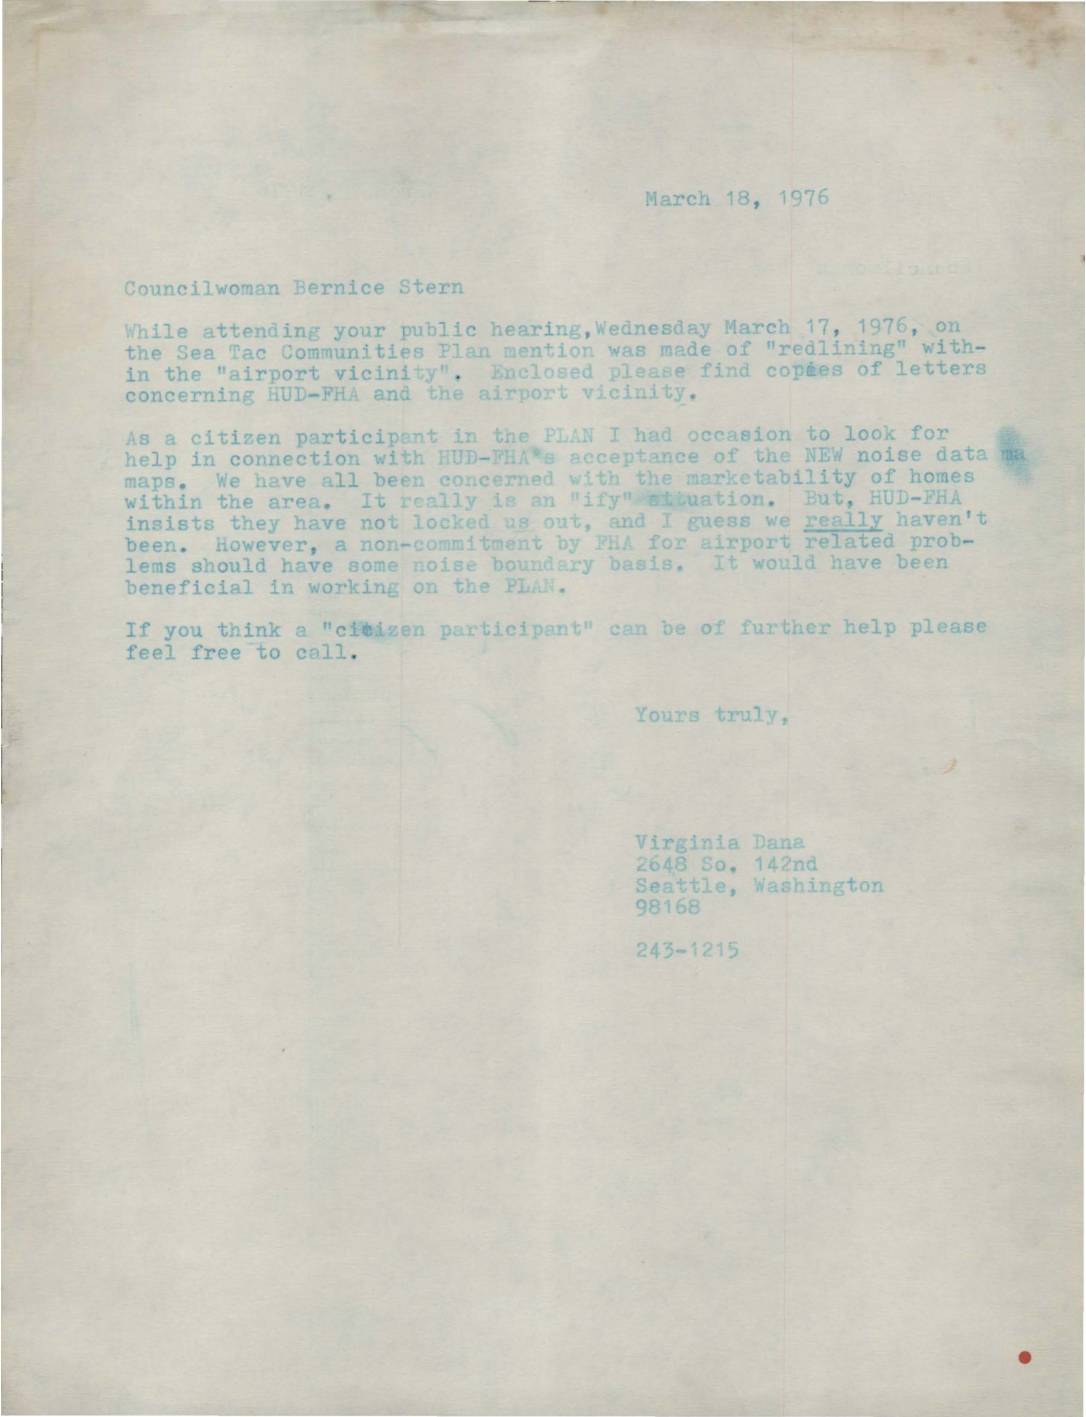 March 18, 1976
Councilwoman Bernice Stern
While attending your public hearing,Wednesday March 17, 1976, on
the Sea Tac Communities Plan mention was made of "redlining" with-
in the "airport vicinity".  Enclosed please find copies of letters
concerning HUD-FHA and the airport vicinity.
As a citizen participant in the PLAN I had occasion to look for
help in connection with HUD-FHA's acceptance of the NEW noise data ma
maps.  We have all been concerned with the marketability of homes
within the area.  It really is an "ify" situation.  But, HUD-FHA
insists they have not locked us out, and I guess we really haven't
been.  However, a non-commitment by FHA for airport related prob-
lems should have some noise boundary basis.  It would have been
beneficial in working on the PLAN.
If you think a "citizen participant" can be of further help please
feel free to call.
Yours truly,
Virginia Dana
2648 So. 142nd
Seattle, Washington
98168
243-1215